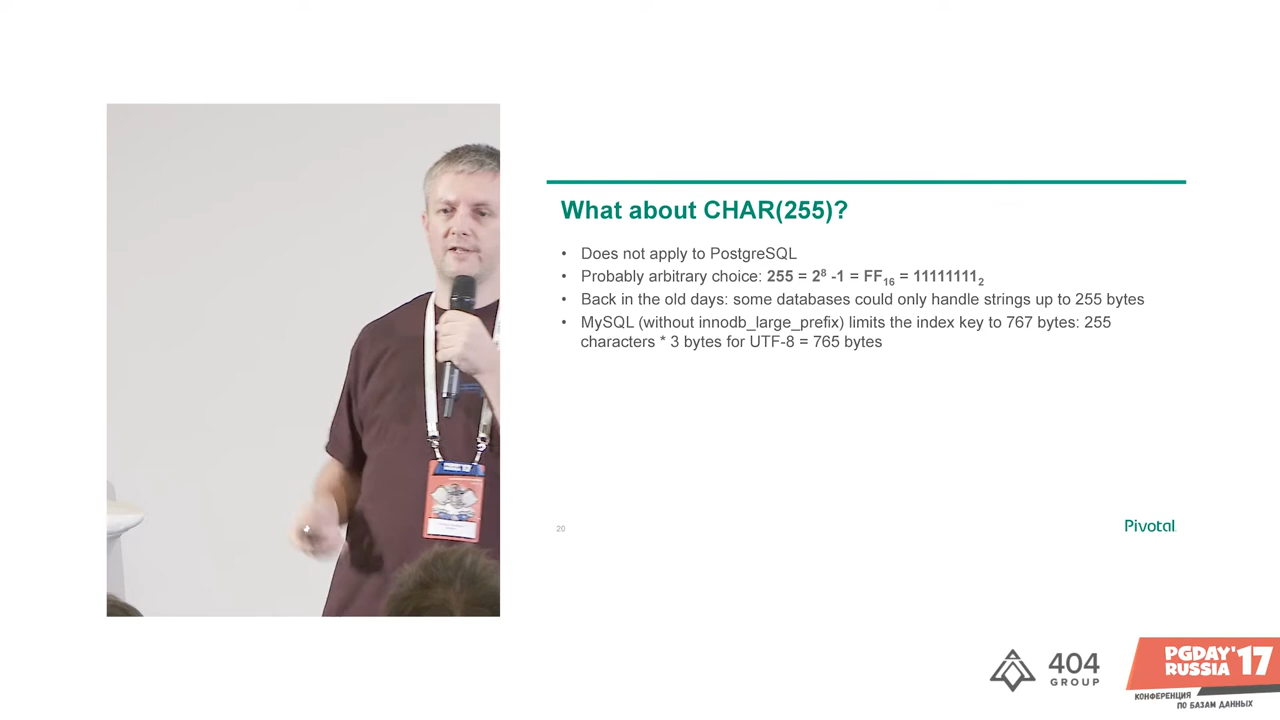 What about CHAR(255)?
• Does not apply to PostgreSQL
• Probably arbitrary choice: 255 = 2⁸ -1 = FF₁₆ = 11111111₂
• Back in the old days: some databases could only handle strings up to 255 bytes
• MySQL (without innodb_large_prefix) limits the index key to 767 bytes: 255
characters * 3 bytes for UTF-8 = 765 bytes
20
Pivotal
404
GROUP
PGDAY'17
RUSSIA
КОНФЕРЕНЦИЯ
ПО БАЗАМ ДАННЫХ